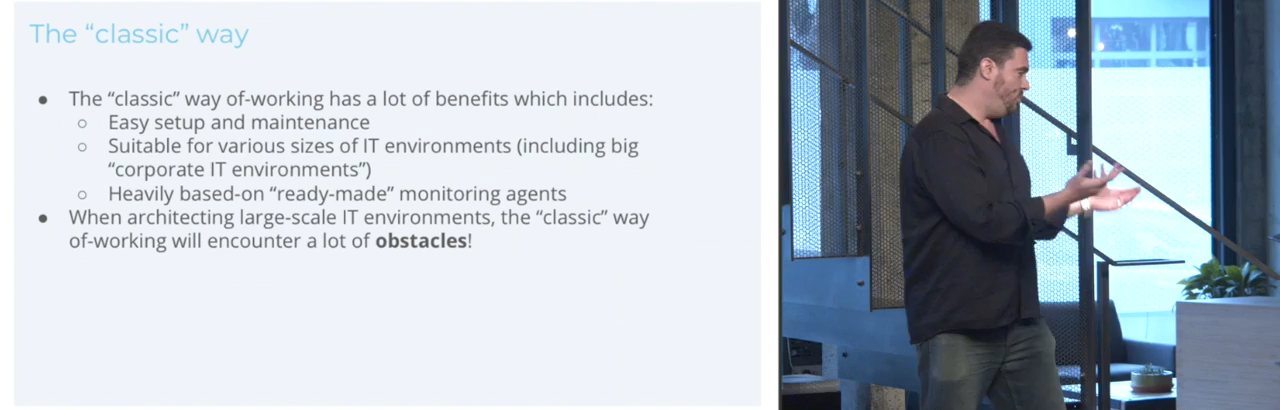 The “classic” way
● The “classic” way of-working has a lot of benefits which includes:
○ Easy setup and maintenance
○ Suitable for various sizes of IT environments (including big
“corporate IT environments”)
○ Heavily based-on “ready-made” monitoring agents
● When architecting large-scale IT environments, the “classic” way
of-working will encounter a lot of obstacles!